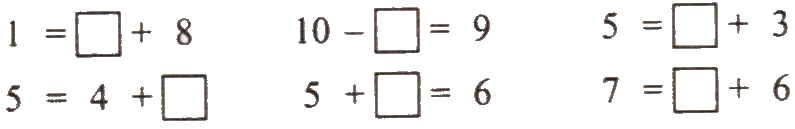 1 = □ + 8    10 − □ = 9    5 = □ + 3
5 = 4 + □    5 + □ = 6    7 = □ + 6